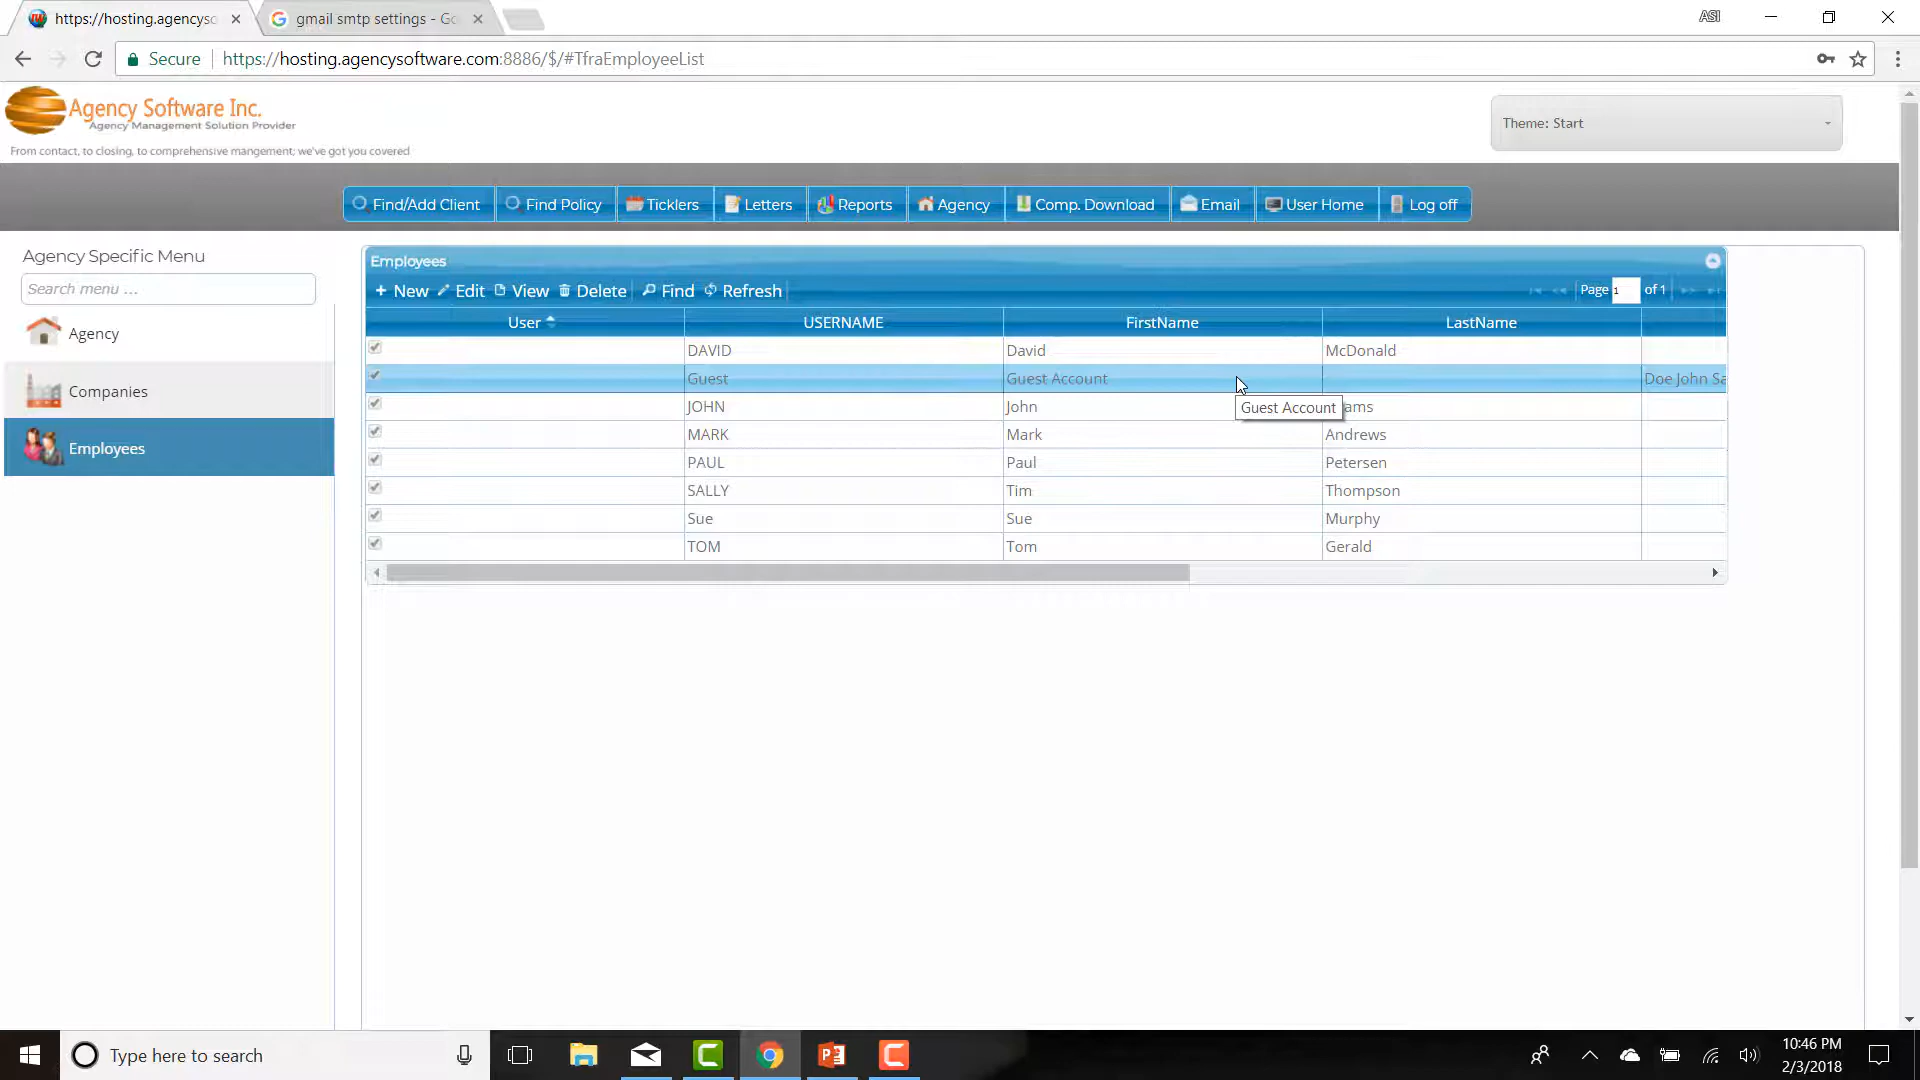 https://hosting.agencyso
gmail smtp settings - Go
ASI
Secure https://hosting.agencysoftware.com:8886/$/#TfraEmployeeList
Agency Software Inc.
Agency Management Solution Provider
From contact, to closing, to comprehensive mangement; we've got you covered
Theme: Start
Find/Add Client Find Policy Ticklers Letters Reports Agency Comp. Download Email User Home Log off
Agency Specific Menu
Search menu ...
Agency
Companies
Employees
Employees
New Edit View Delete Find Refresh Page 1 of 1
User USERNAME FirstName LastName
DAVID David McDonald
Guest Guest Account Doe John Sa
JOHN John ams
Guest Account
MARK Mark Andrews
PAUL Paul Petersen
SALLY Tim Thompson
Sue Sue Murphy
TOM Tom Gerald
Type here to search
10:46 PM
2/3/2018